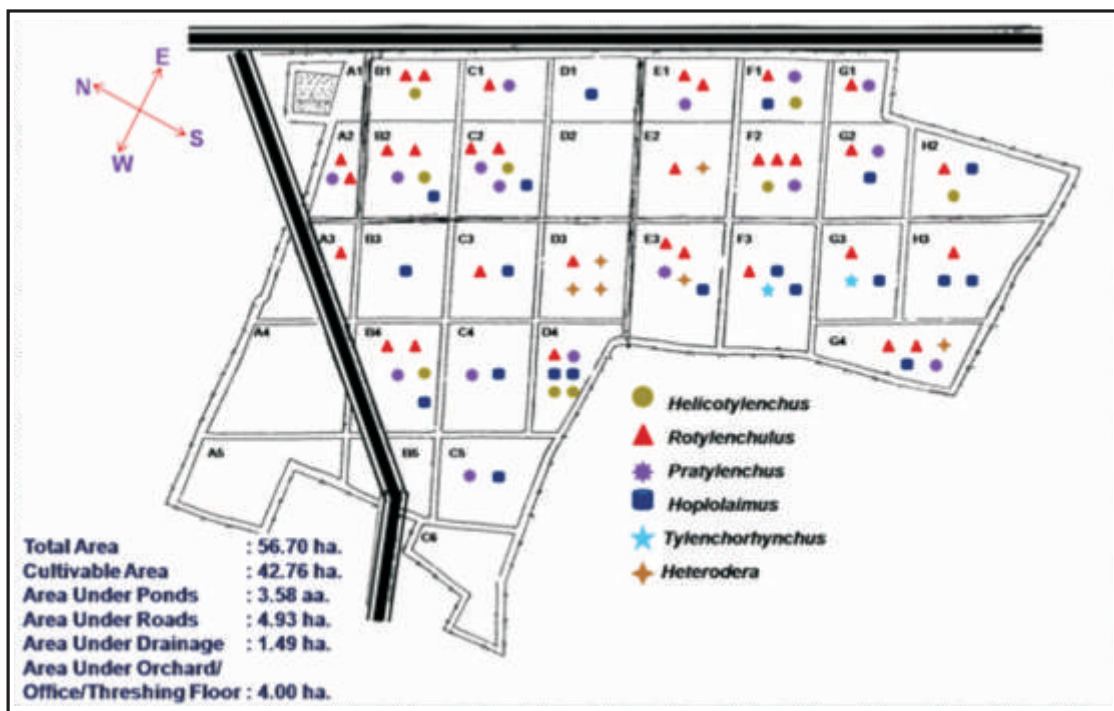 E
N
S
W
A1
B1
C1
D1
E1
F1
G1
A2
B2
C2
D2
E2
F2
G2
H2
A3
B3
C3
D3
E3
F3
G3
H3
A4
B4
C4
D4
G4
A5
B5
C5
C6
Helicotylenchus
Rotylenchulus
Pratylenchus
Hoplolaimus
Tylenchorhynchus
Heterodera
Total Area : 56.70 ha.
Cultivable Area : 42.76 ha.
Area Under Ponds : 3.58 aa.
Area Under Roads : 4.93 ha.
Area Under Drainage : 1.49 ha.
Area Under Orchard/
Office/Threshing Floor : 4.00 ha.